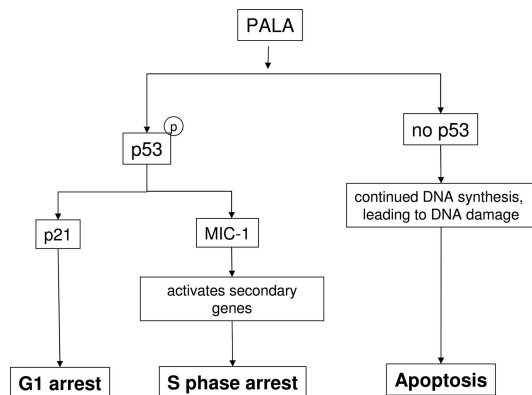 PALA
p
p53
no p53
continued DNA synthesis,
leading to DNA damage
p21
MIC-1
activates secondary
genes
G1 arrest
S phase arrest
Apoptosis